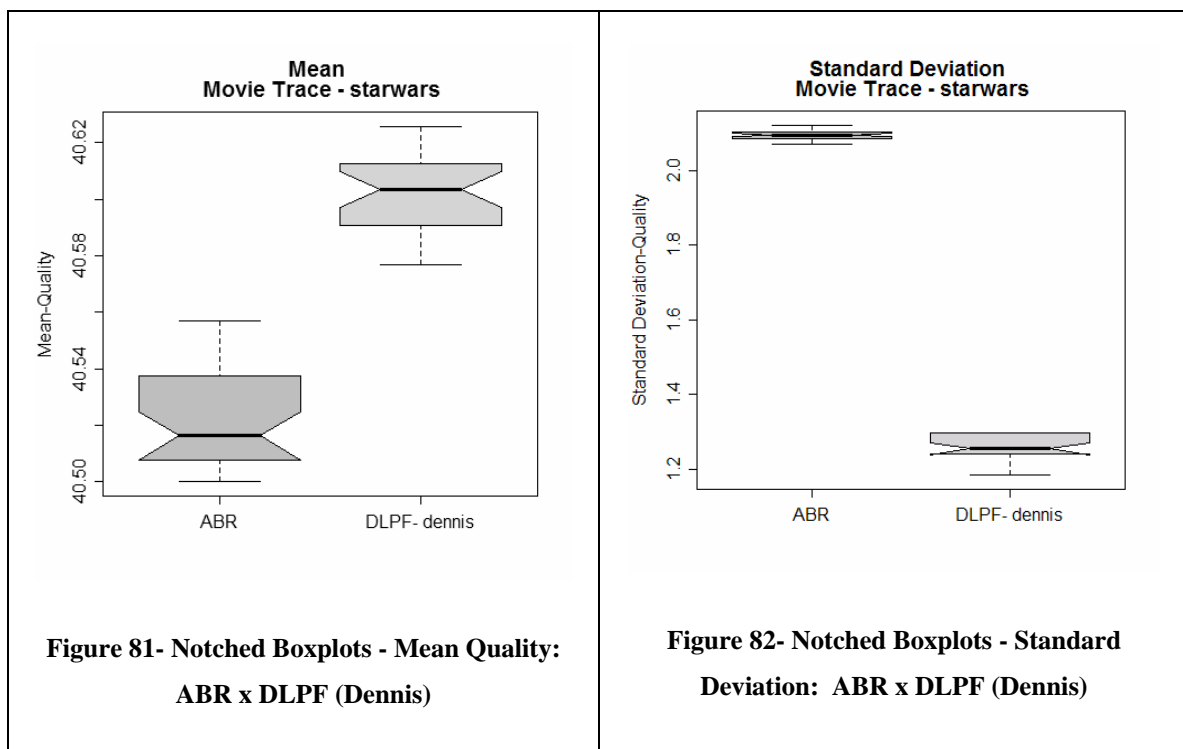 Mean
Movie Trace - starwars
Mean-Quality
40.62
40.58
40.54
40.50
ABR
DLPF- dennis
Figure 81- Notched Boxplots - Mean Quality:
ABR x DLPF (Dennis)
Standard Deviation
Movie Trace - starwars
Standard Deviation-Quality
2.0
1.8
1.6
1.4
1.2
ABR
DLPF- dennis
Figure 82- Notched Boxplots - Standard
Deviation: ABR x DLPF (Dennis)